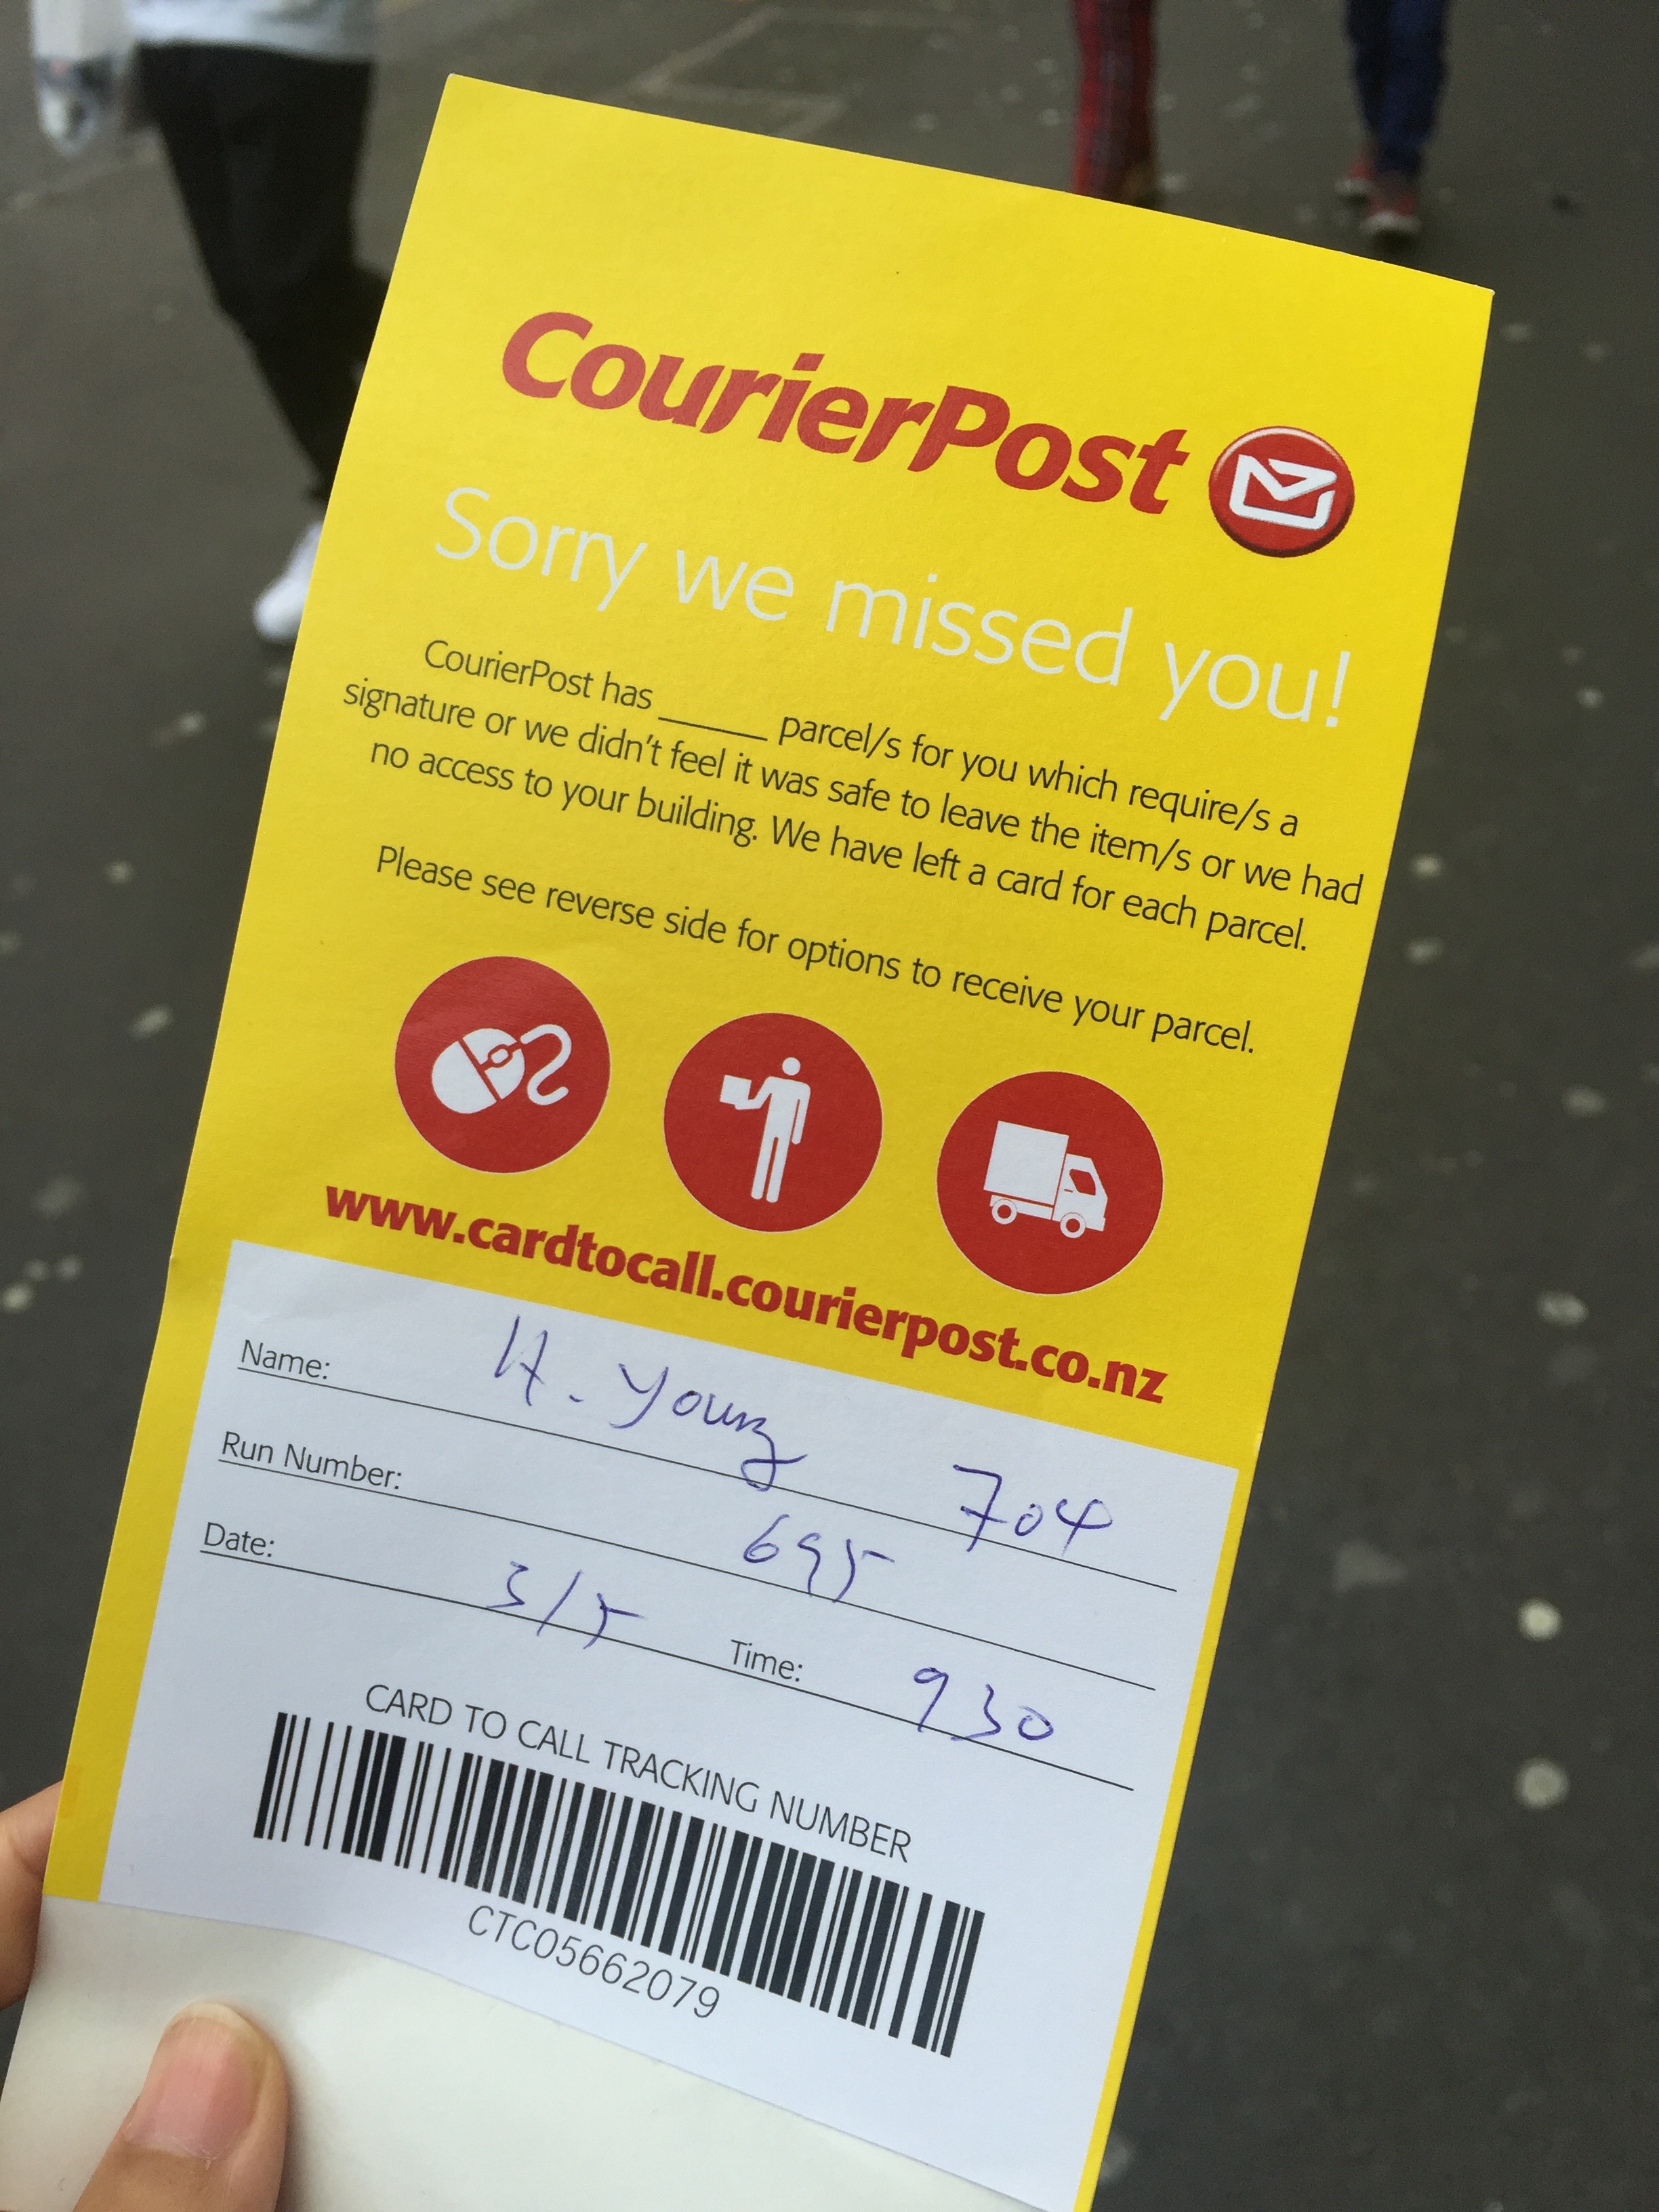 CourierPost
Sorry we missed you!
CourierPost has _____ parcel/s for you which require/s a
signature or we didn't feel it was safe to leave the item/s or we had
no access to your building. We have left a card for each parcel.
Please see reverse side for options to receive your parcel.
www.cardtocall.courierpost.co.nz
Name: H. Young 704
Run Number: 695
Date: 3/5 Time: 930
CARD TO CALL TRACKING NUMBER
CTC05662079